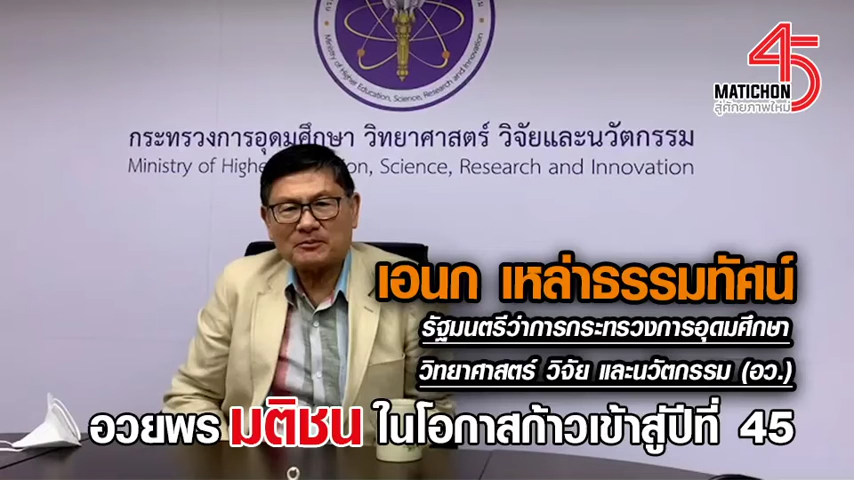 Ministry of Higher Education, Science, Research and Innovation
45
MATICHON
สู่ศักยภาพใหม่
กระทรวงการอุดมศึกษา วิทยาศาสตร์ วิจัยและนวัตกรรม
Ministry of Highe ion, Science, Research and Innovation
เอนก เหล่าธรรมทัศน์
รัฐมนตรีว่าการกระทรวงการอุดมศึกษา
วิทยาศาสตร์ วิจัย และนวัตกรรม (อว.)
อวยพร มติชน ในโอกาสก้าวเข้าสู่ปีที่ 45